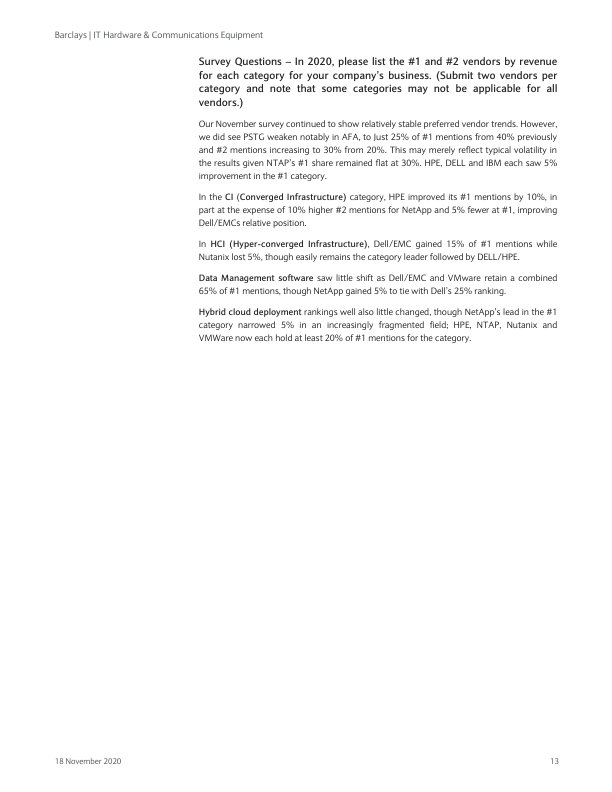 Barclays | IT Hardware & Communications Equipment
Survey Questions – In 2020, please list the #1 and #2 vendors by revenue
for each category for your company's business. (Submit two vendors per
category and note that some categories may not be applicable for all
vendors.)
Our November survey continued to show relatively stable preferred vendor trends. However,
we did see PSTG weaken notably in AFA, to Just 25% of #1 mentions from 40% previously
and #2 mentions increasing to 30% from 20%. This may merely reflect typical volatility in
the results given NTAP's #1 share remained flat at 30%. HPE, DELL and IBM each saw 5%
improvement in the #1 category.
In the CI (Converged Infrastructure) category, HPE improved its #1 mentions by 10%, in
part at the expense of 10% higher #2 mentions for NetApp and 5% fewer at #1, improving
Dell/EMCs relative position.
In HCI (Hyper-converged Infrastructure), Dell/EMC gained 15% of #1 mentions while
Nutanix lost 5%, though easily remains the category leader followed by DELL/HPE.
Data Management software saw little shift as Dell/EMC and VMware retain a combined
65% of #1 mentions, though NetApp gained 5% to tie with Dell's 25% ranking.
Hybrid cloud deployment rankings well also little changed, though NetApp's lead in the #1
category narrowed 5% in an increasingly fragmented field; HPE, NTAP, Nutanix and
VMWare now each hold at least 20% of #1 mentions for the category.
18 November 2020
13